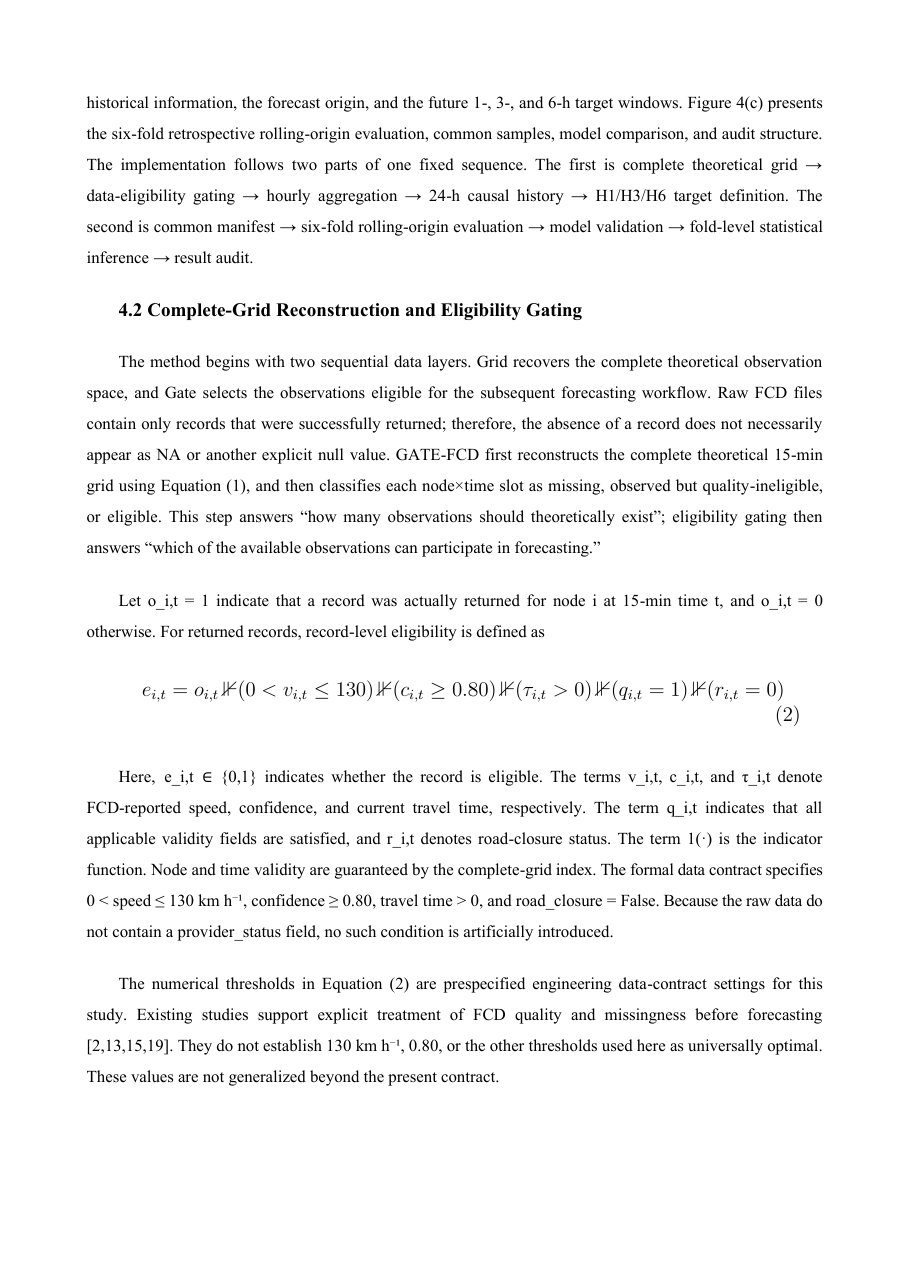 historical information, the forecast origin, and the future 1-, 3-, and 6-h target windows. Figure 4(c) presents
the six-fold retrospective rolling-origin evaluation, common samples, model comparison, and audit structure.
The implementation follows two parts of one fixed sequence. The first is complete theoretical grid →
data-eligibility gating → hourly aggregation → 24-h causal history → H1/H3/H6 target definition. The
second is common manifest → six-fold rolling-origin evaluation → model validation → fold-level statistical
inference → result audit.
4.2 Complete-Grid Reconstruction and Eligibility Gating
The method begins with two sequential data layers. Grid recovers the complete theoretical observation
space, and Gate selects the observations eligible for the subsequent forecasting workflow. Raw FCD files
contain only records that were successfully returned; therefore, the absence of a record does not necessarily
appear as NA or another explicit null value. GATE-FCD first reconstructs the complete theoretical 15-min
grid using Equation (1), and then classifies each node×time slot as missing, observed but quality-ineligible,
or eligible. This step answers “how many observations should theoretically exist”; eligibility gating then
answers “which of the available observations can participate in forecasting.”
Let o_i,t = 1 indicate that a record was actually returned for node i at 15-min time t, and o_i,t = 0
otherwise. For returned records, record-level eligibility is defined as
e_{i,t} = o_{i,t}⊮(0 < v_{i,t} ≤ 130)⊮(c_{i,t} ≥ 0.80)⊮(τ_{i,t} > 0)⊮(q_{i,t} = 1)⊮(r_{i,t} = 0)
(2)
Here, e_i,t ∈ {0,1} indicates whether the record is eligible. The terms v_i,t, c_i,t, and τ_i,t denote
FCD-reported speed, confidence, and current travel time, respectively. The term q_i,t indicates that all
applicable validity fields are satisfied, and r_i,t denotes road-closure status. The term 1(·) is the indicator
function. Node and time validity are guaranteed by the complete-grid index. The formal data contract specifies
0 < speed ≤ 130 km h⁻¹, confidence ≥ 0.80, travel time > 0, and road_closure = False. Because the raw data do
not contain a provider_status field, no such condition is artificially introduced.
The numerical thresholds in Equation (2) are prespecified engineering data-contract settings for this
study. Existing studies support explicit treatment of FCD quality and missingness before forecasting
[2,13,15,19]. They do not establish 130 km h⁻¹, 0.80, or the other thresholds used here as universally optimal.
These values are not generalized beyond the present contract.